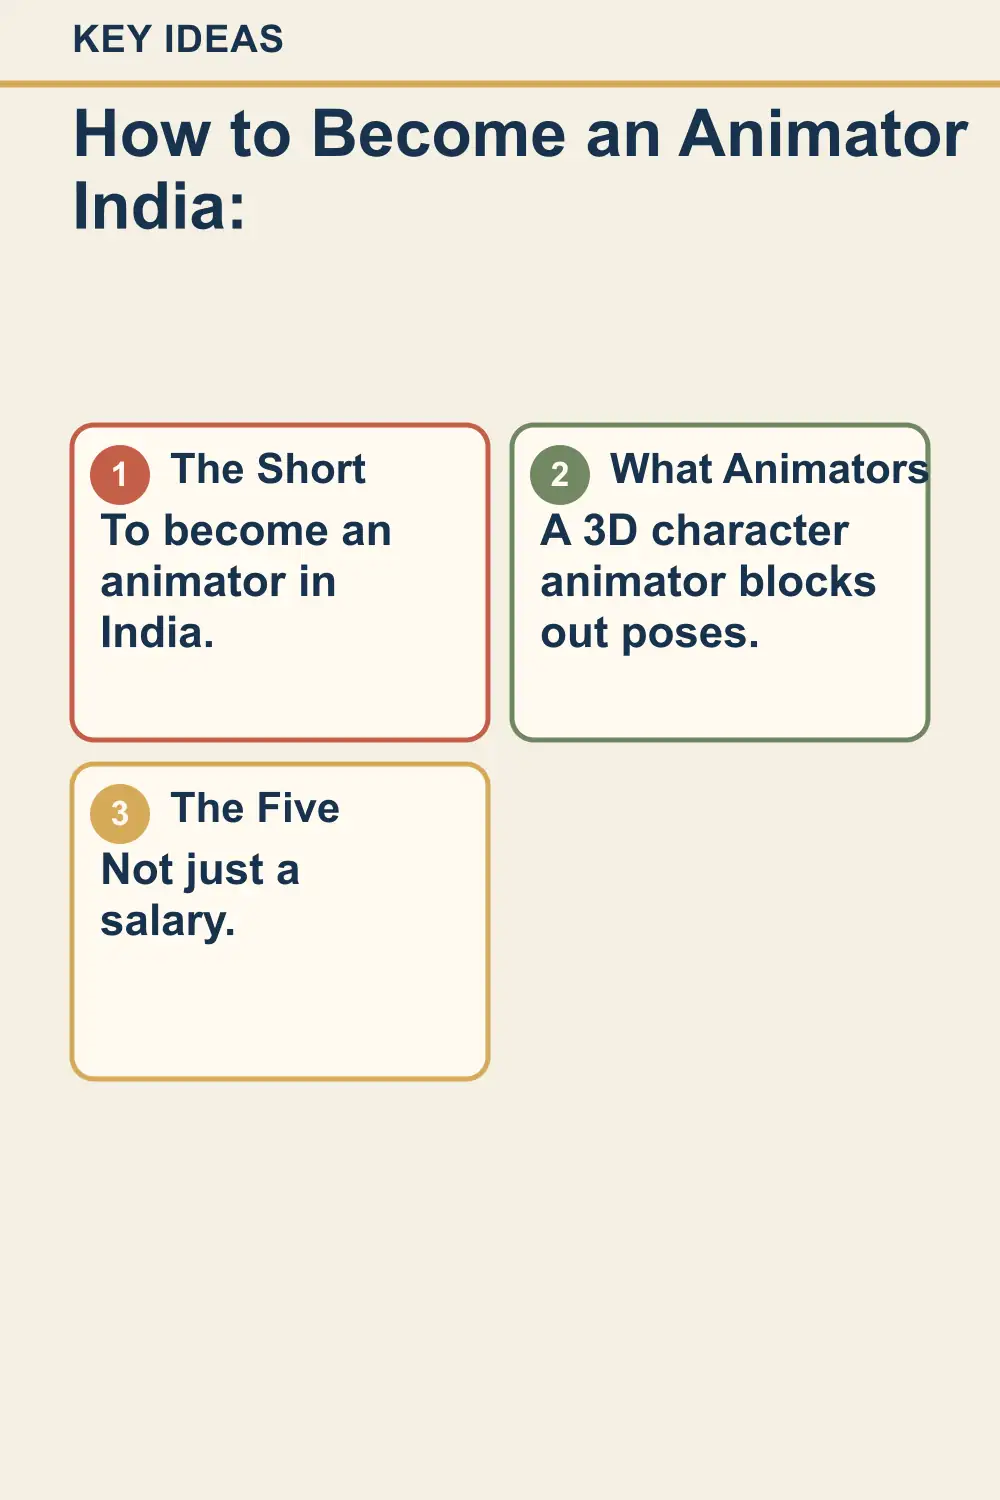 KEY IDEAS
How to Become an Animator
India:
1 The Short
To become an
animator in
India.
2 What Animators
A 3D character
animator blocks
out poses.
3 The Five
Not just a
salary.